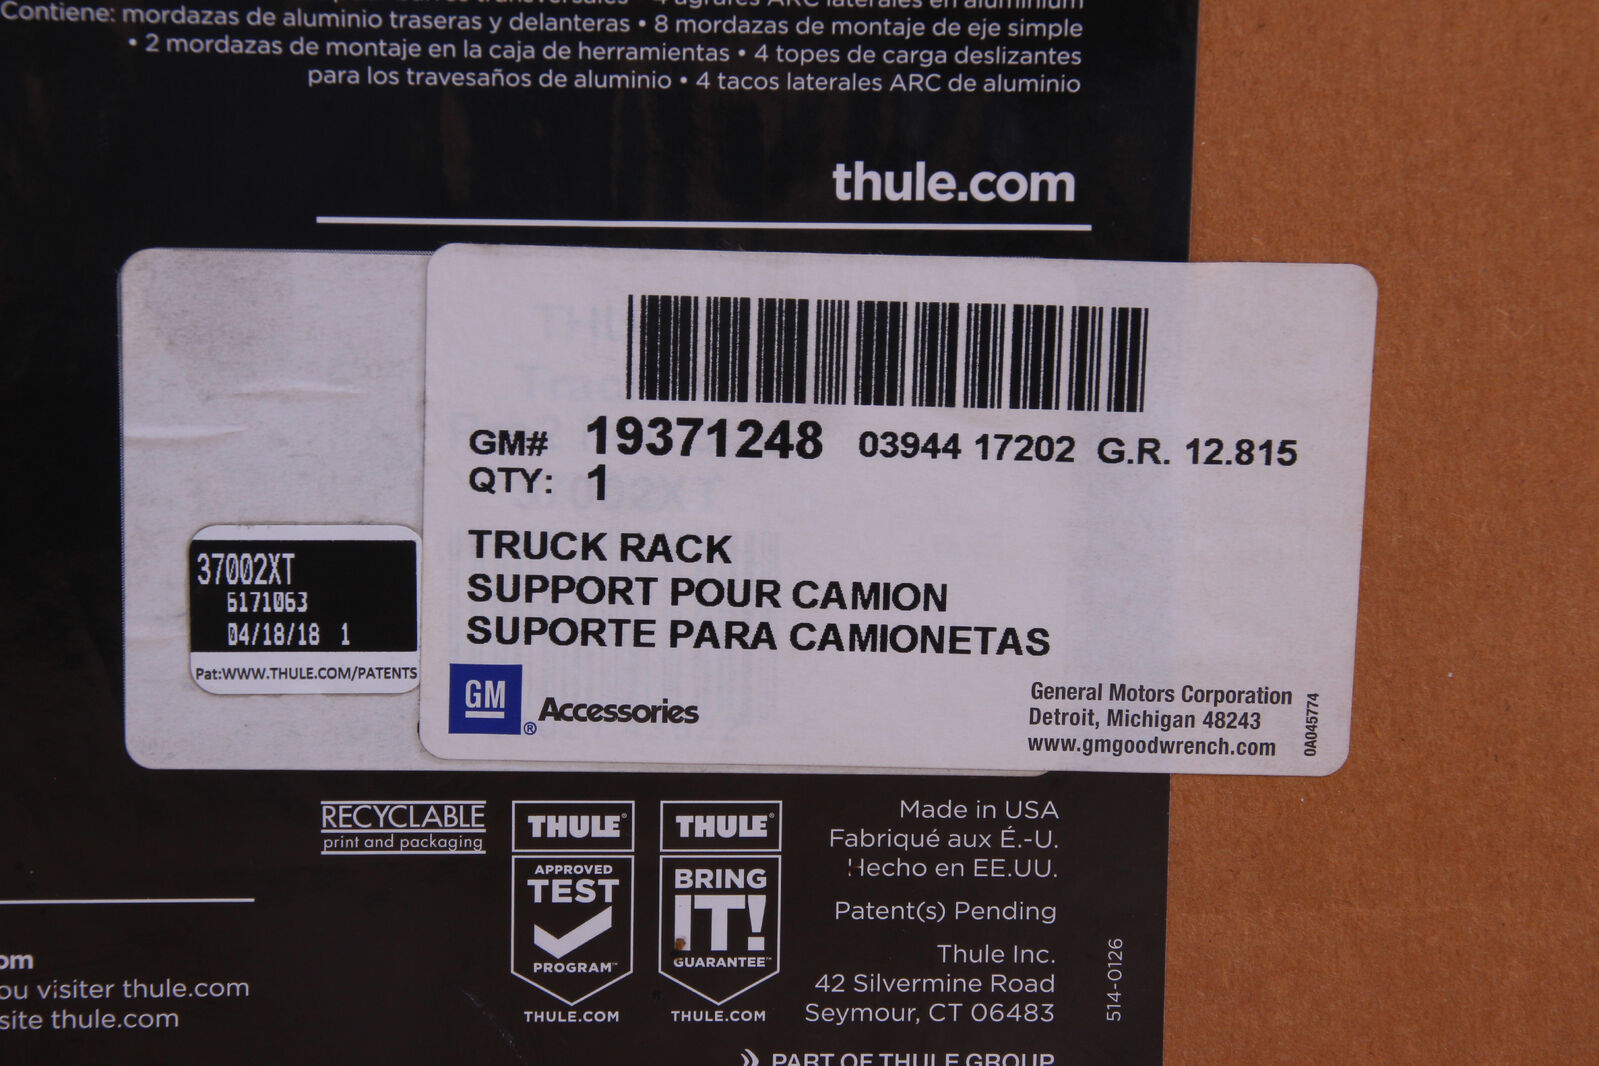 Contiene: mordazas de aluminio traseras y delanteras • 8 mordazas de montaje de eje simple
• 2 mordazas de montaje en la caja de herramientas • 4 topes de carga deslizantes
para los travesaños de aluminio • 4 tacos laterales ARC de aluminio
thule.com
GM# 19371248 03944 17202 G.R. 12.815
QTY: 1
TRUCK RACK
SUPPORT POUR CAMION
SUPORTE PARA CAMIONETAS
GM ® Accessories
General Motors Corporation
Detroit, Michigan 48243
www.gmgoodwrench.com
0A045774
37002XT
6171063
04/18/18 1
Pat:WWW.THULE.COM/PATENTS
RECYCLABLE
print and packaging
THULE®
APPROVED
TEST
PROGRAM™
THULE.COM
THULE®
BRING
IT!
GUARANTEE™
THULE.COM
Made in USA
Fabriqué aux É.-U.
Hecho en EE.UU.
Patent(s) Pending
Thule Inc.
42 Silvermine Road
Seymour, CT 06483
514-0126
om
ou visiter thule.com
site thule.com
PART OF THULE GROUP